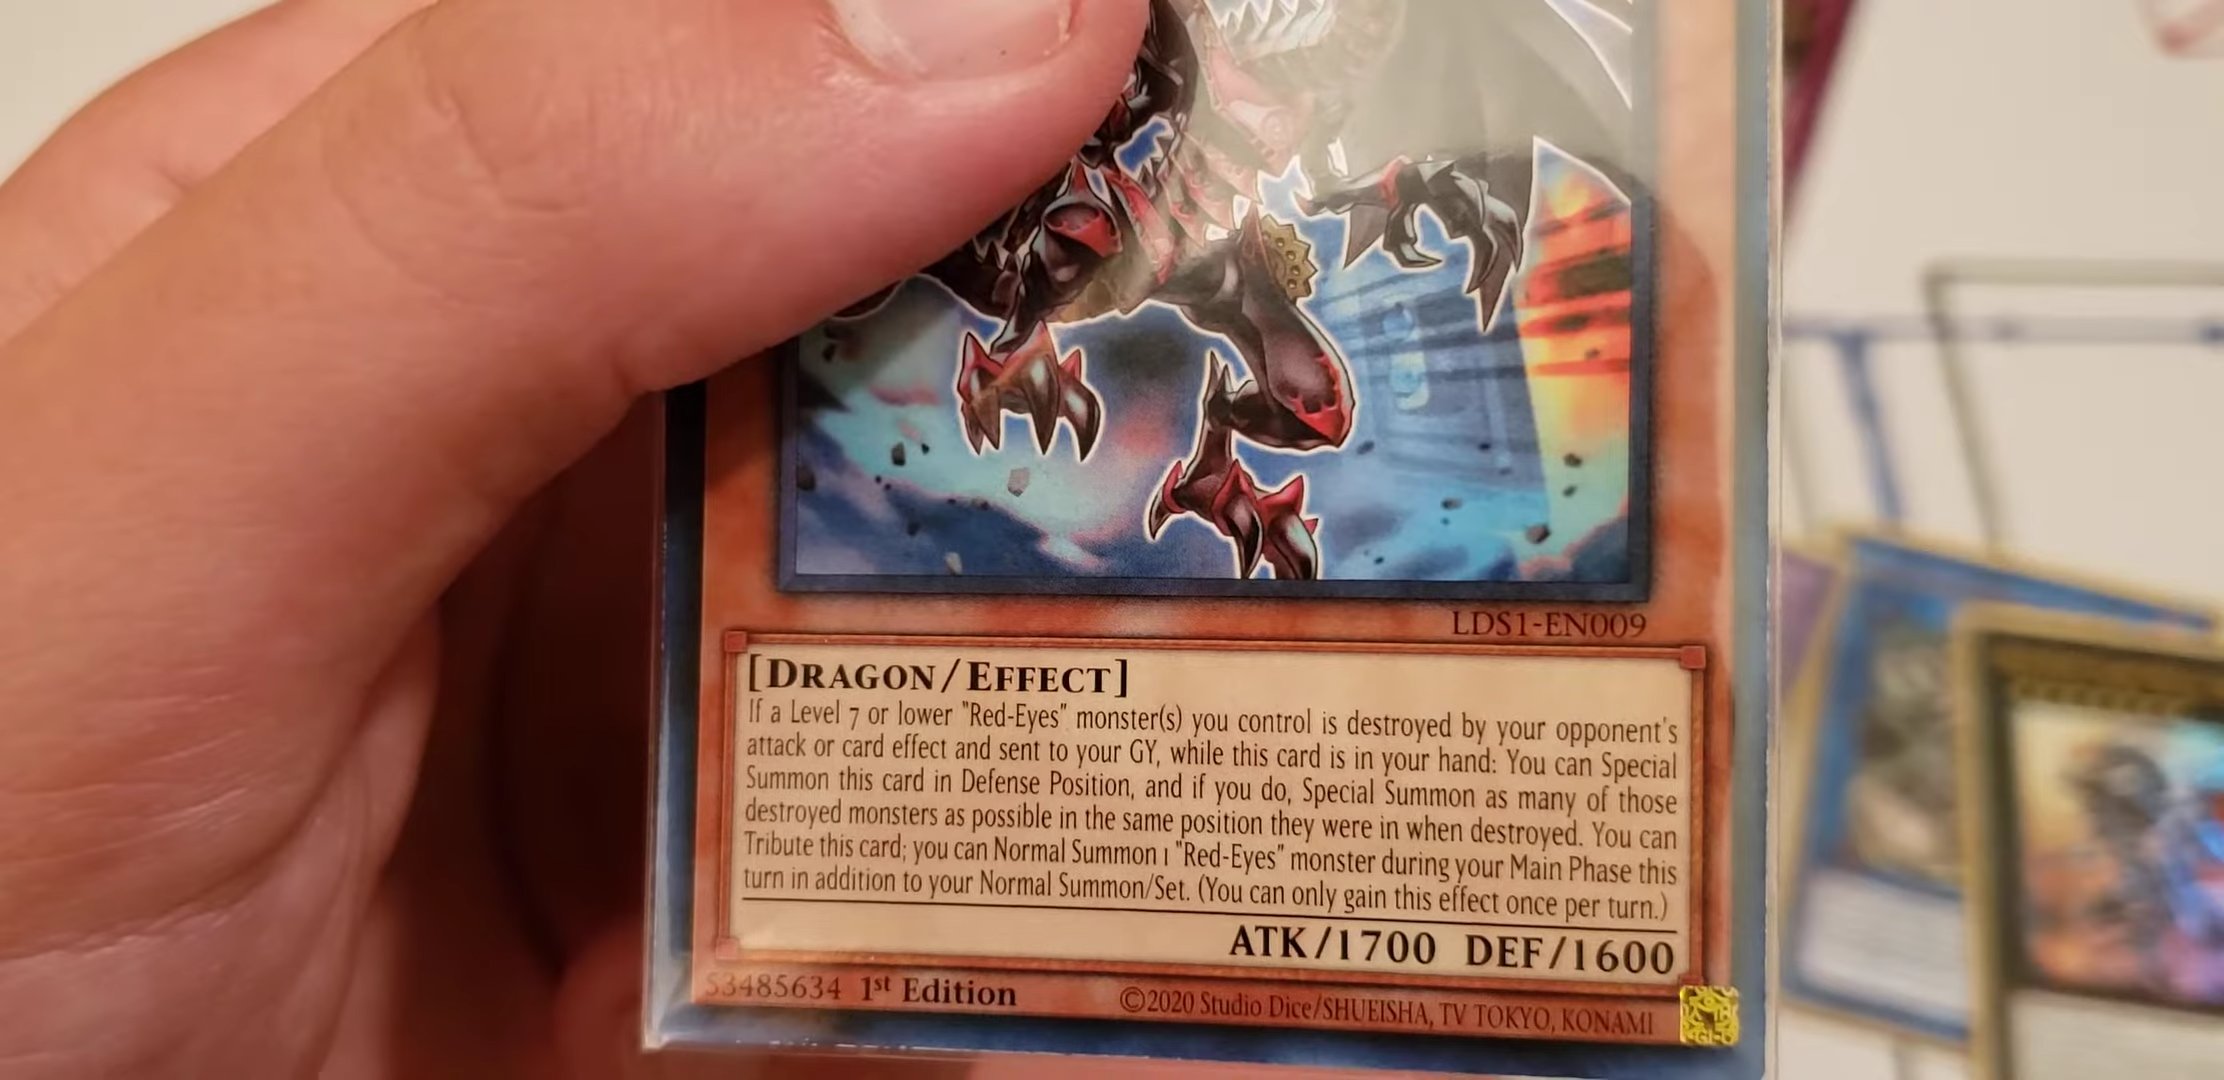 LDS1-EN009
[DRAGON/EFFECT]
If a Level 7 or lower "Red-Eyes" monster(s) you control is destroyed by your opponent's
attack or card effect and sent to your GY, while this card is in your hand: You can Special
Summon this card in Defense Position, and if you do, Special Summon as many of those
destroyed monsters as possible in the same position they were in when destroyed. You can
Tribute this card; you can Normal Summon 1 "Red-Eyes" monster during your Main Phase this
turn in addition to your Normal Summon/Set. (You can only gain this effect once per turn.)
ATK/1700 DEF/1600
53485634 1st Edition ©2020 Studio Dice/SHUEISHA, TV TOKYO, KONAMI